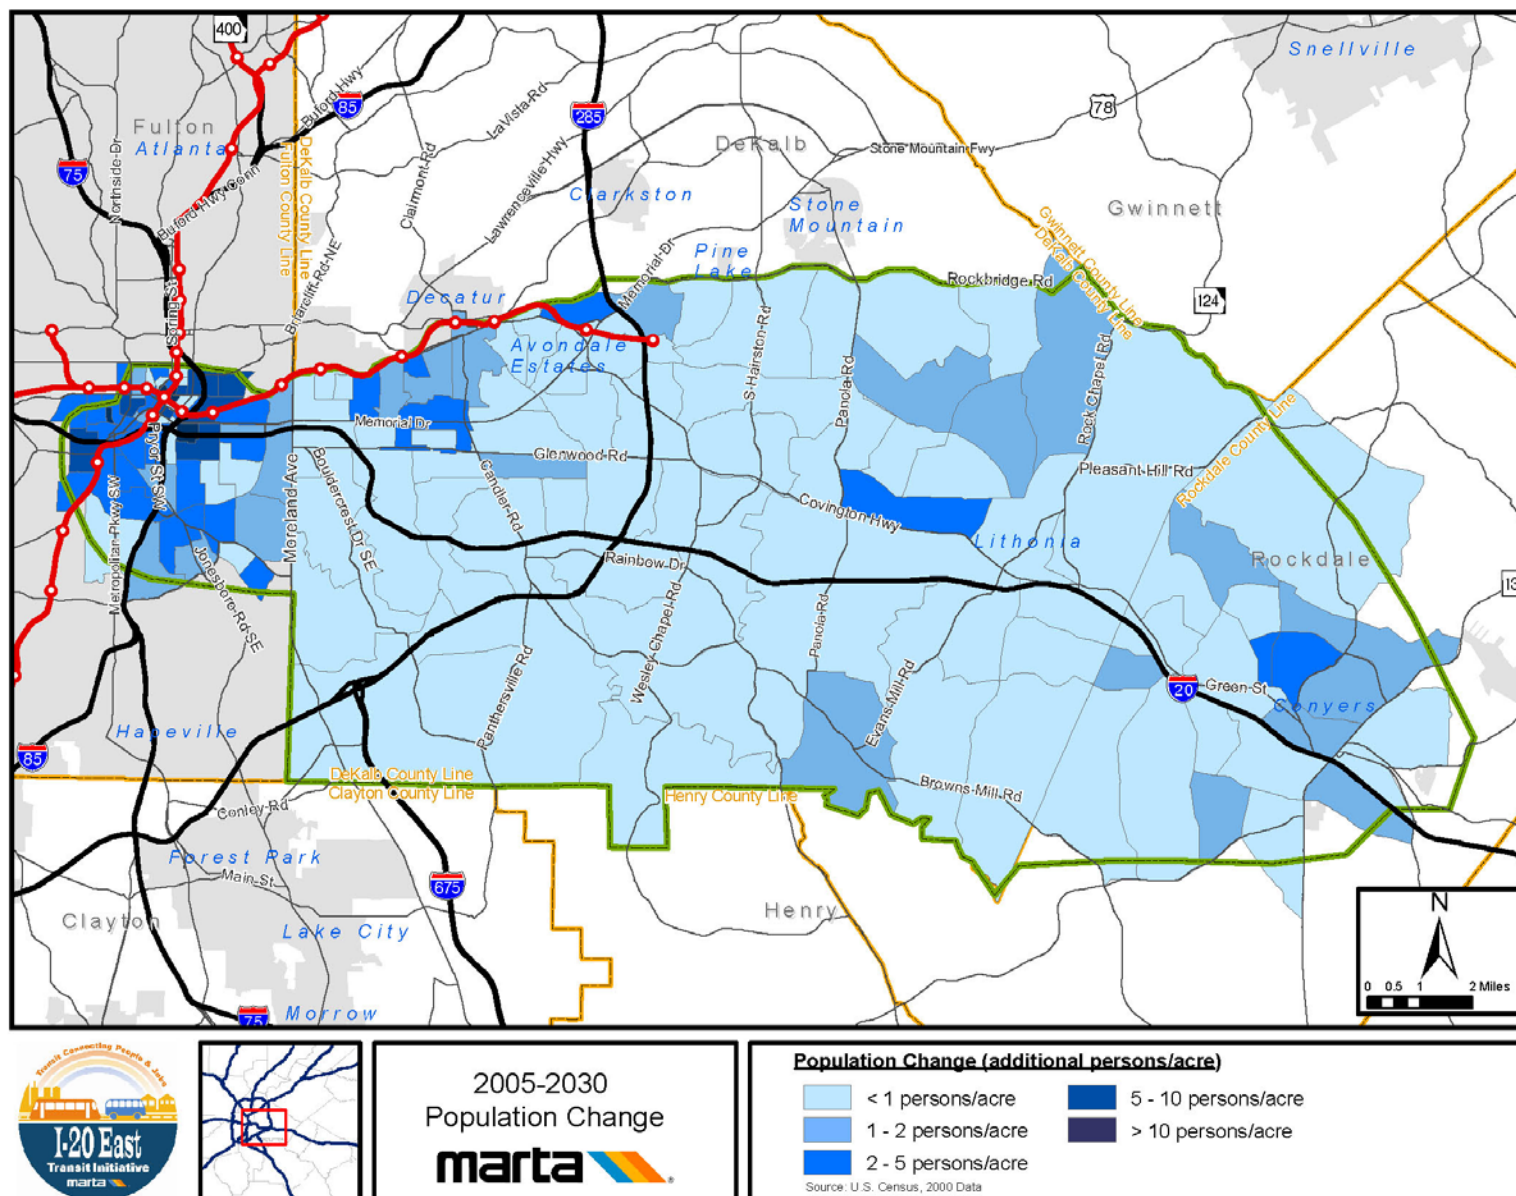 400
Snellville
Fulton
Atlanta
75
Northside Dr
Buford Hwy
85
Buford Hwy Conn
DeKalb County Line
Fulton County Line
Clairmont Rd
LaVista Rd
Lawrenceville Hwy
285
78
DeKalb
Stone Mountain Fwy
Clarkston
Stone
Mountain
Gwinnett
Gwinnett County Line
DeKalb County Line
Pine
Lake
Memorial Dr
Rockbridge Rd
124
Briarcliff Rd NE
Spring St
Decatur
Avondale
Estates
S Hairston Rd
Panola Rd
Rock Chapel Rd
Rockdale County Line
Memorial Dr
Glenwood Rd
Pleasant Hill Rd
Pryor St SW
Metropolitan Pkwy SW
Moreland Ave
Bouldercrest Dr SE
Candler Rd
Covington Hwy
Lithonia
Rockdale
13
Jonesboro Rd SE
Rainbow Dr
Wesley Chapel Rd
Panola Rd
Panthersville Rd
Evans Mill Rd
20
Green St
Conyers
Hapeville
85
DeKalb County Line
Clayton County Line
Henry County Line
Browns Mill Rd
Conley Rd
Forest Park
Main St
675
Clayton
Lake City
Henry
Morrow
75
N
0 0.5 1 2 Miles
Transit Connecting People & Jobs
I-20 East
Transit Initiative
marta
2005-2030
Population Change
marta
Population Change (additional persons/acre)
< 1 persons/acre
1 - 2 persons/acre
2 - 5 persons/acre
5 - 10 persons/acre
> 10 persons/acre
Source: U.S. Census, 2000 Data